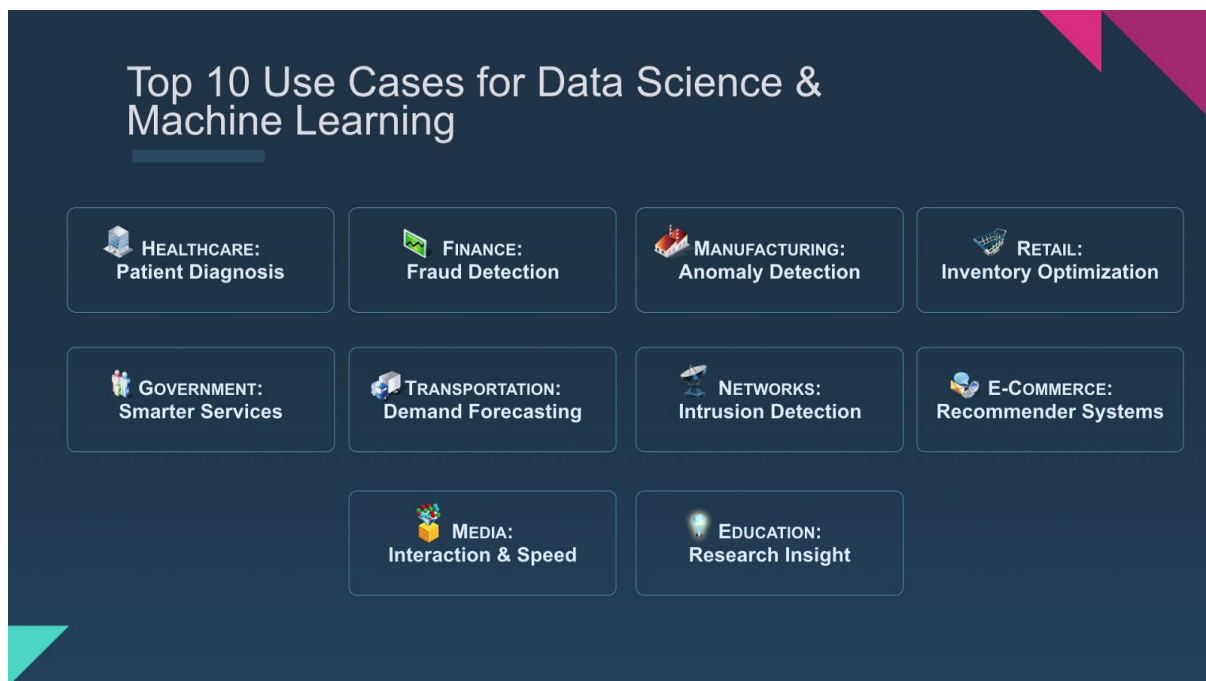 Top 10 Use Cases for Data Science &
Machine Learning
HEALTHCARE:
Patient Diagnosis
FINANCE:
Fraud Detection
MANUFACTURING:
Anomaly Detection
RETAIL:
Inventory Optimization
GOVERNMENT:
Smarter Services
TRANSPORTATION:
Demand Forecasting
NETWORKS:
Intrusion Detection
E-COMMERCE:
Recommender Systems
MEDIA:
Interaction & Speed
EDUCATION:
Research Insight